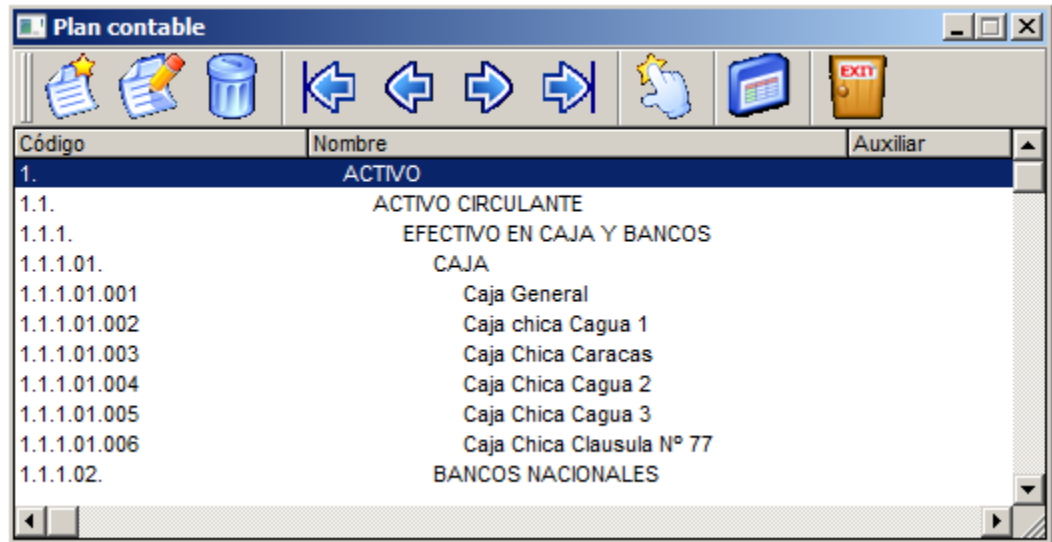 Plan contable
EXIT
Código Nombre Auxiliar
1. ACTIVO
1.1. ACTIVO CIRCULANTE
1.1.1. EFECTIVO EN CAJA Y BANCOS
1.1.1.01. CAJA
1.1.1.01.001 Caja General
1.1.1.01.002 Caja chica Cagua 1
1.1.1.01.003 Caja Chica Caracas
1.1.1.01.004 Caja Chica Cagua 2
1.1.1.01.005 Caja Chica Cagua 3
1.1.1.01.006 Caja Chica Clausula Nº 77
1.1.1.02. BANCOS NACIONALES